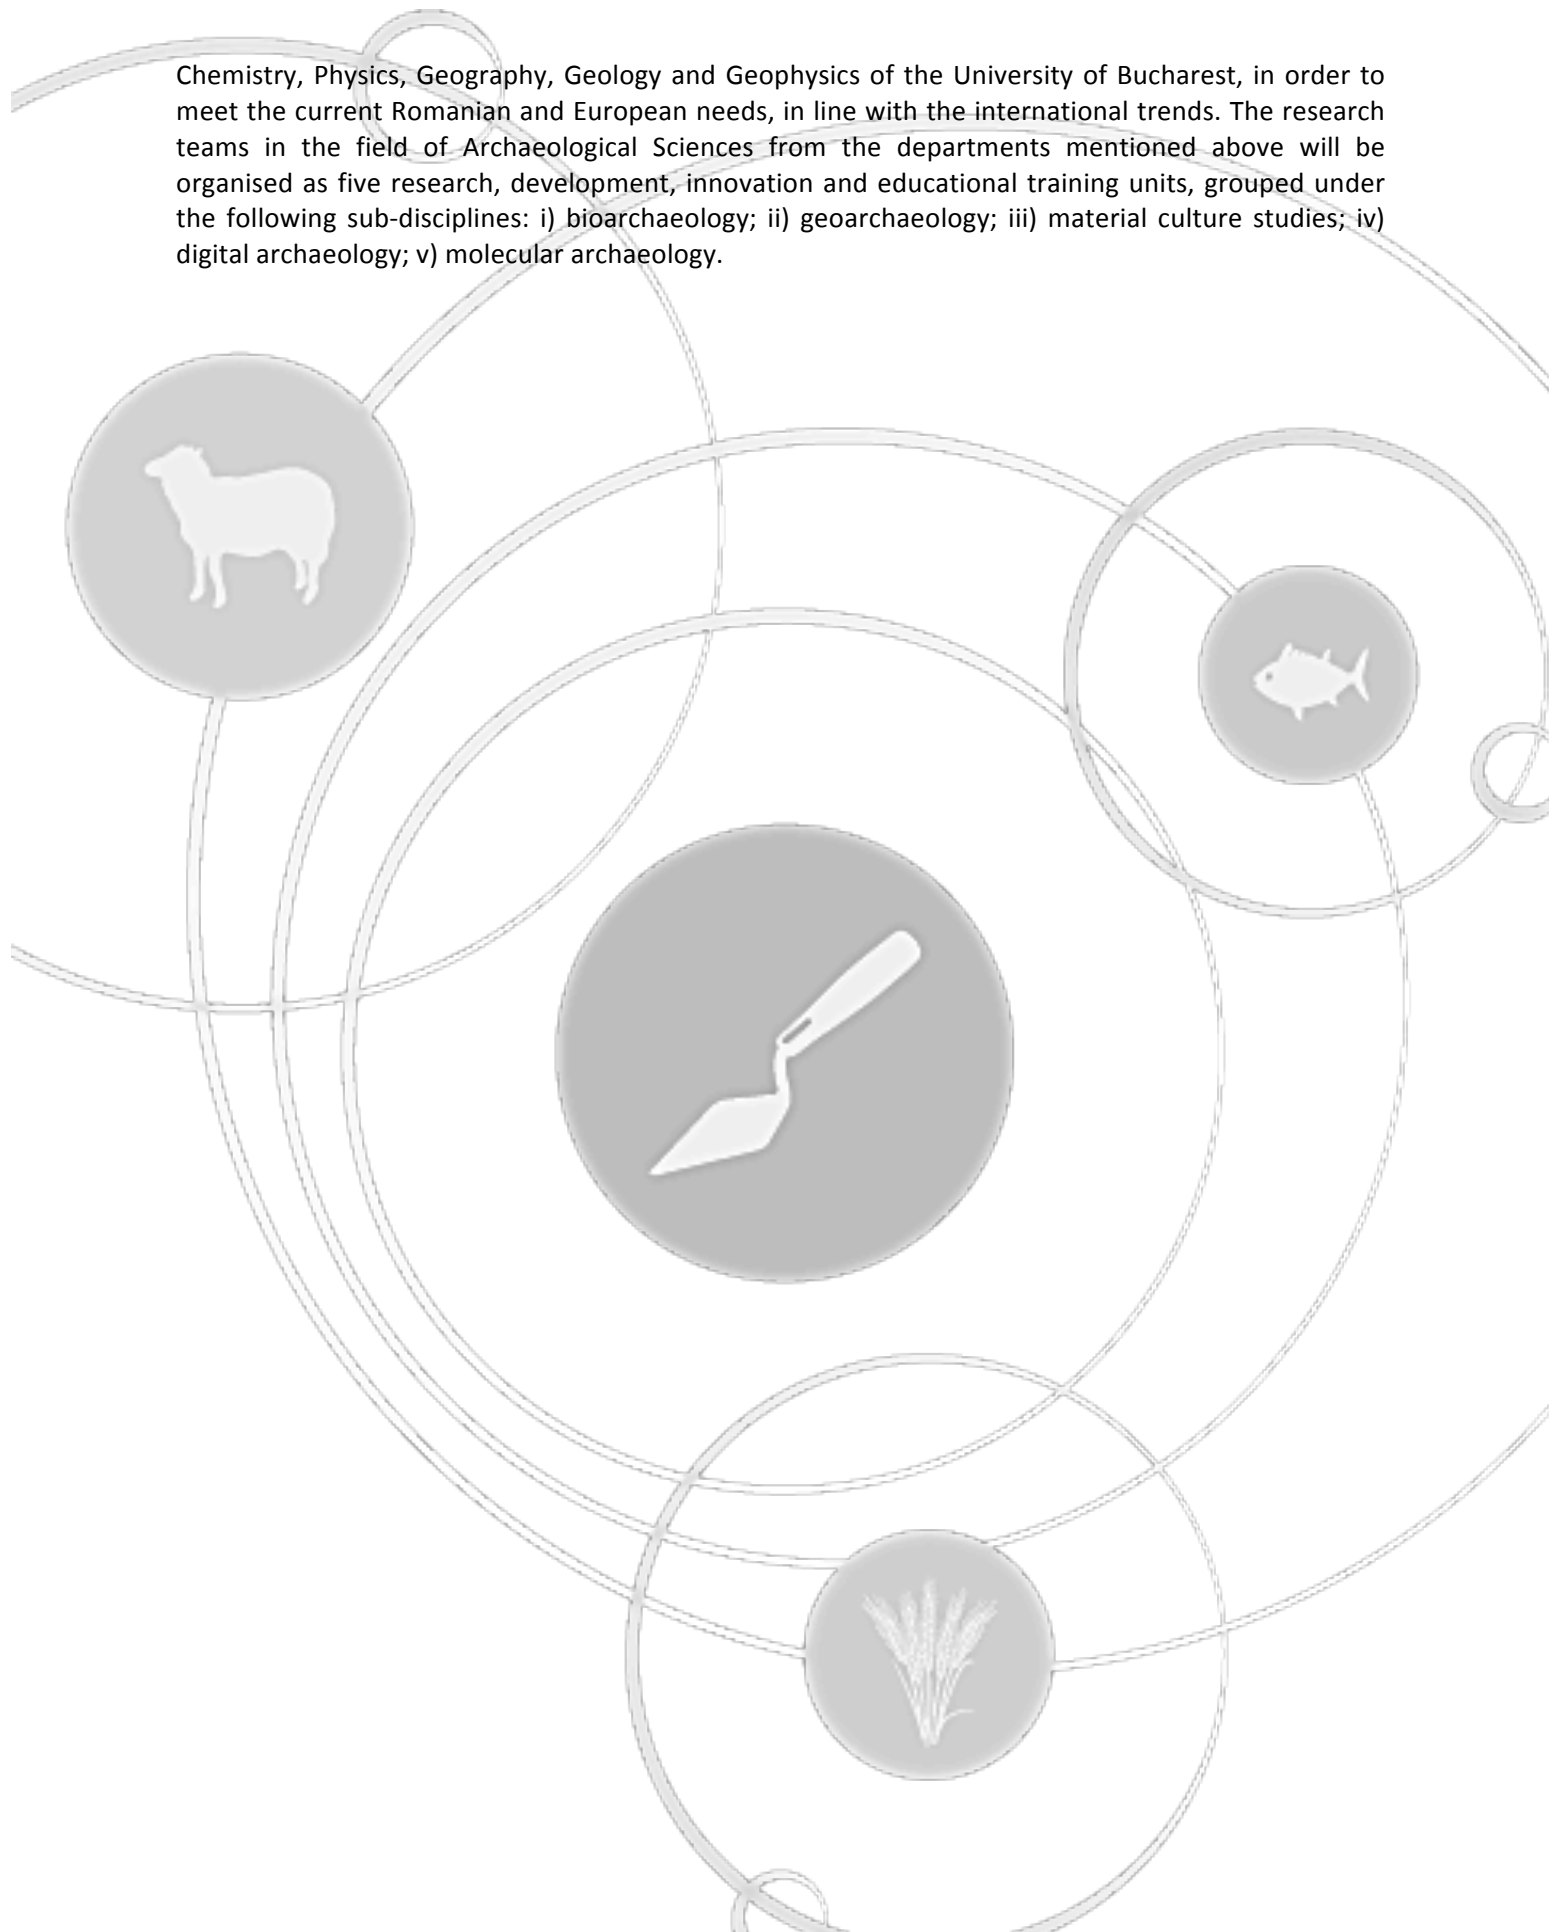 Chemistry, Physics, Geography, Geology and Geophysics of the University of Bucharest, in order to
meet the current Romanian and European needs, in line with the international trends. The research
teams in the field of Archaeological Sciences from the departments mentioned above will be
organised as five research, development, innovation and educational training units, grouped under
the following sub-disciplines: i) bioarchaeology; ii) geoarchaeology; iii) material culture studies; iv)
digital archaeology; v) molecular archaeology.